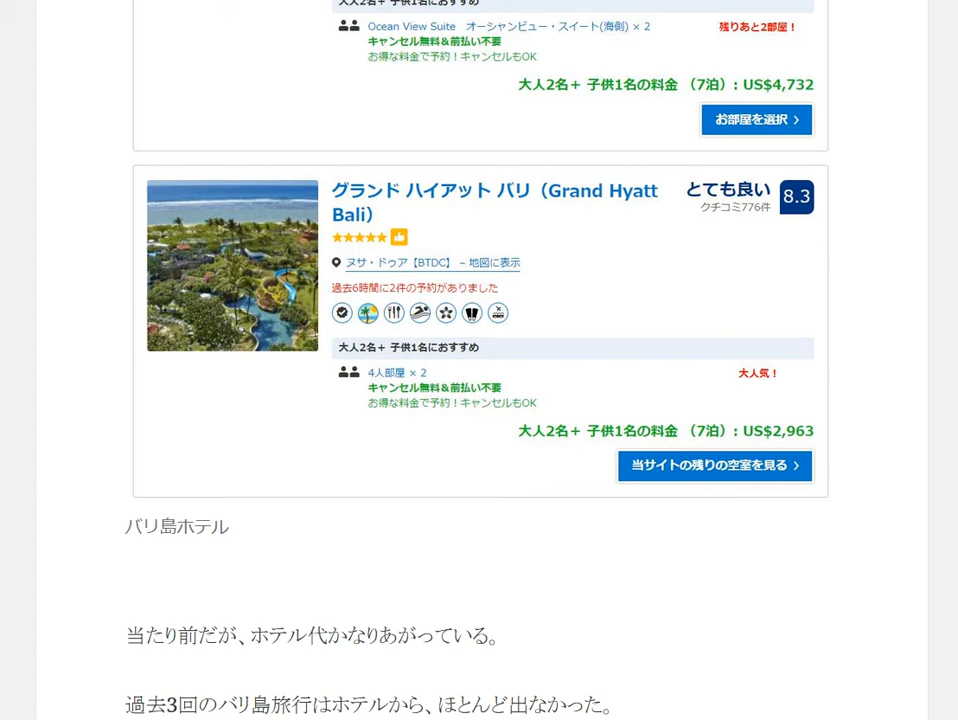 大人2名＋ 子供1名におすすめ
Ocean View Suite オーシャンビュー・スイート(海側) × 2
残りあと2部屋！
キャンセル無料&前払い不要
お得な料金で予約！キャンセルもOK
大人2名＋ 子供1名の料金 （7泊）: US$4,732
お部屋を選択
グランド ハイアット バリ（Grand Hyatt
Bali）
とても良い
クチコミ776件
8.3
ヌサ・ドゥア【BTDC】 – 地図に表示
過去6時間に2件の予約がありました
大人2名＋ 子供1名におすすめ
4人部屋 × 2
大人気！
キャンセル無料&前払い不要
お得な料金で予約！キャンセルもOK
大人2名＋ 子供1名の料金 （7泊）: US$2,963
当サイトの残りの空室を見る
バリ島ホテル
当たり前だが、ホテル代かなりあがっている。
過去3回のバリ島旅行はホテルから、ほとんど出なかった。